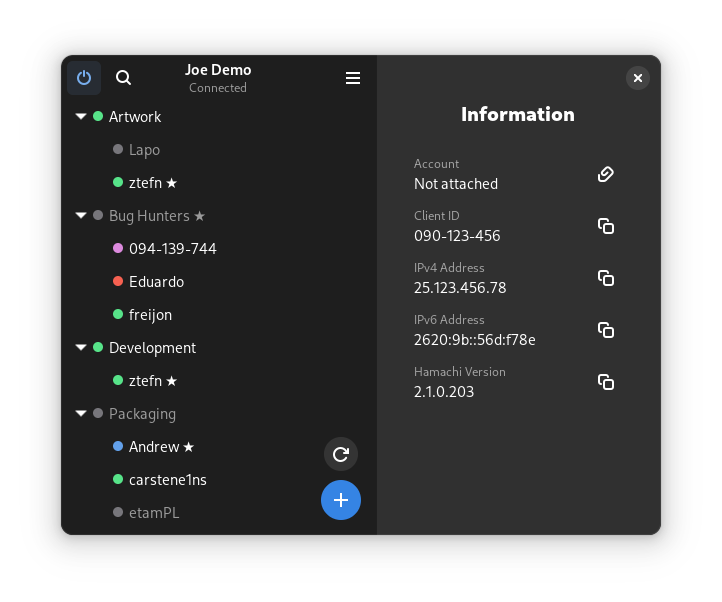 Joe Demo
Connected
Artwork
Lapo
ztefn ★
Bug Hunters ★
094-139-744
Eduardo
freijon
Development
ztefn ★
Packaging
Andrew ★
carstene1ns
etamPL
Information
Account
Not attached
Client ID
090-123-456
IPv4 Address
25.123.456.78
IPv6 Address
2620:9b::56d:f78e
Hamachi Version
2.1.0.203